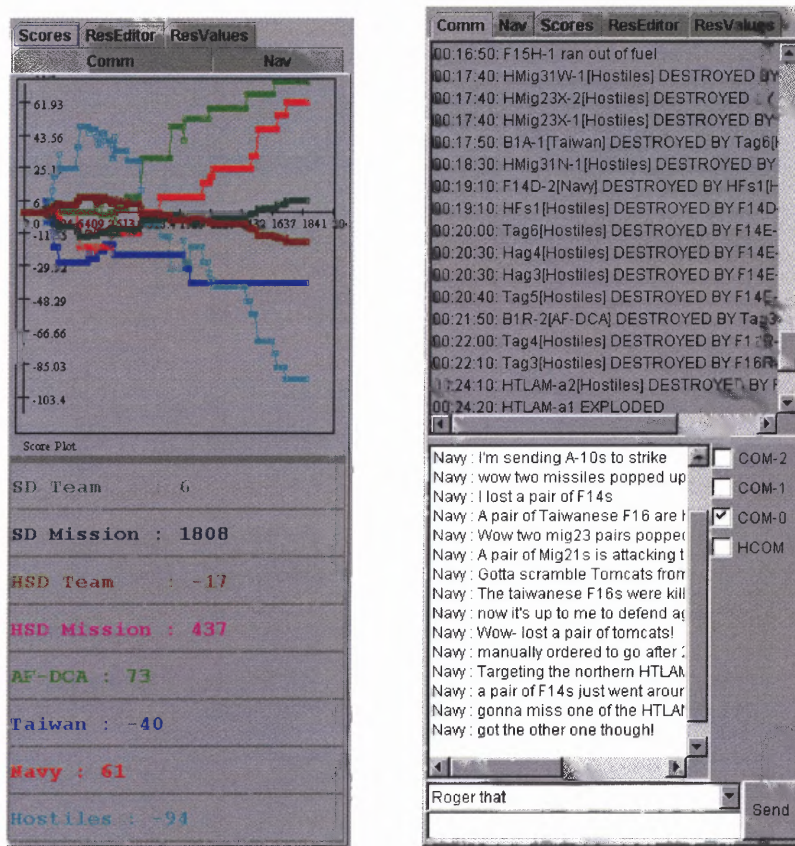 Scores ResEditor ResValues
Comm Nav
61.93
43.56
25.1
6
0
1637 1841
-48.29
-66.66
-85.03
-103.4
Score Plot
SD Team : 6
SD Mission : 1808
HSD Team : -17
HSD Mission : 437
AF-DCA : 73
Taiwan : -40
Navy : 61
Hostiles : -94
Comm Nav Scores ResEditor ResValues
00:16:50: F15H-1 ran out of fuel
00:17:40: HMig31W-1[Hostiles] DESTROYED BY
00:17:40: HMig23X-2[Hostiles] DESTROYED
00:17:40: HMig23X-1[Hostiles] DESTROYED BY
00:17:50: B1A-1[Taiwan] DESTROYED BY Tag6[
00:18:30: HMig31N-1[Hostiles] DESTROYED BY
00:19:10: F14D-2[Navy] DESTROYED BY HFs1[
00:19:10: HFs1[Hostiles] DESTROYED BY F14D-
00:20:00: Tag6[Hostiles] DESTROYED BY F14E-
00:20:30: Hag4[Hostiles] DESTROYED BY F14E-
00:20:30: Hag3[Hostiles] DESTROYED BY F14E-
00:20:40: Tag5[Hostiles] DESTROYED BY F14E-
00:21:50: B1R-2[AF-DCA] DESTROYED BY Tag3
00:22:00: Tag4[Hostiles] DESTROYED BY
00:22:10: Tag3[Hostiles] DESTROYED BY F16R-
00:24:10: HTLAM-a2[Hostiles] DESTROYED BY
00:24:20: HTLAM-a1 EXPLODED
Navy : I'm sending A-10s to strike
Navy : wow two missiles popped up
Navy : I lost a pair of F14s
Navy : A pair of Taiwanese F16 are
Navy : Wow two mig23 pairs popped
Navy : A pair of Mig21s is attacking t
Navy : Gotta scramble Tomcats from
Navy : The taiwanese F16s were kill
Navy : now it's up to me to defend ag
Navy : Wow- lost a pair of tomcats!
Navy : manually ordered to go after
Navy : Targeting the northern HTLAM
Navy : a pair of F14s just went aroun
Navy : gonna miss one of the HTLA
Navy : got the other one though!
COM-2
COM-1
COM-0
HCOM
Roger that
Send